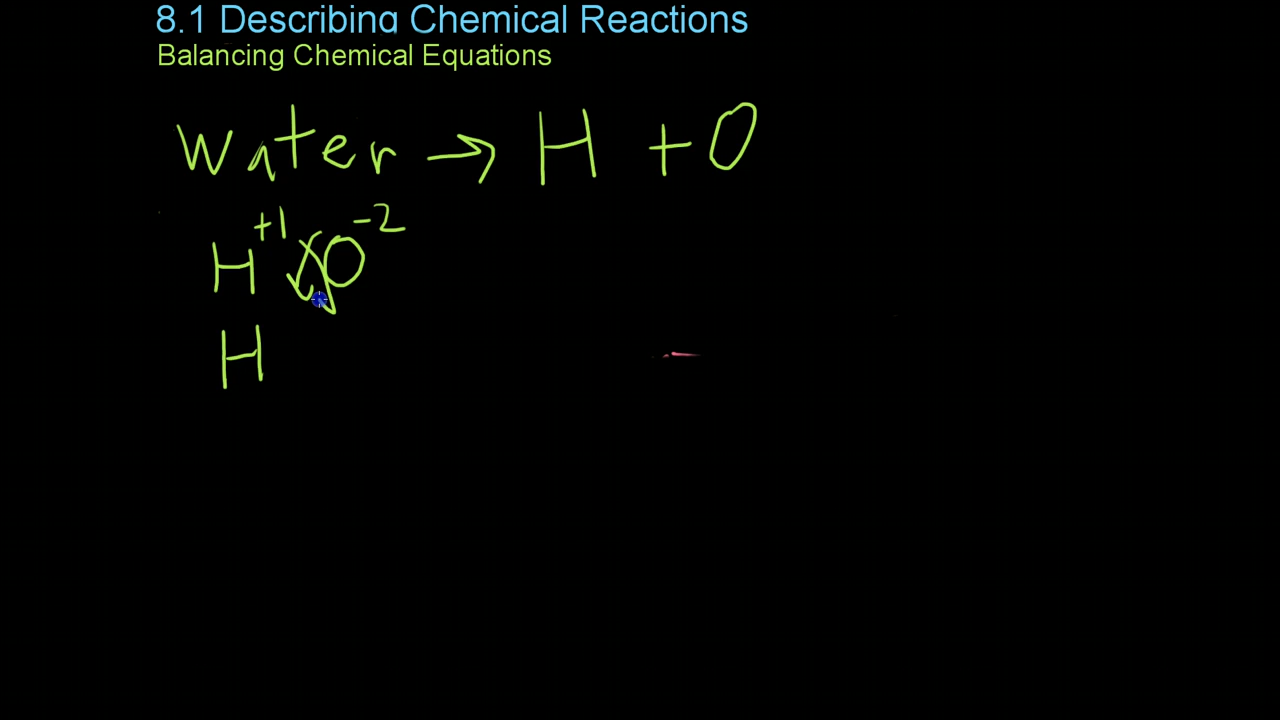 8.1 Describing Chemical Reactions
Balancing Chemical Equations
Water → H + O
H+1 O-2
H